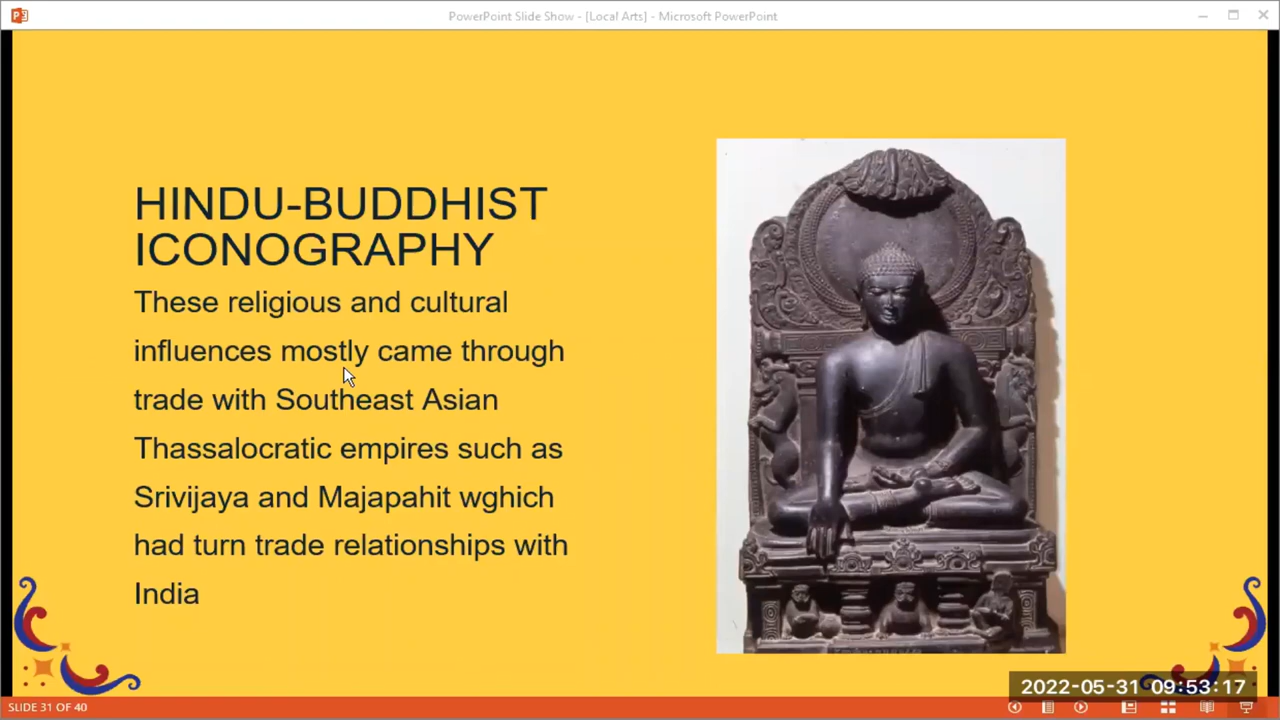 PowerPoint Slide Show - [Local Arts] - Microsoft PowerPoint
HINDU-BUDDHIST
ICONOGRAPHY
These religious and cultural
influences mostly came through
trade with Southeast Asian
Thassalocratic empires such as
Srivijaya and Majapahit wghich
had turn trade relationships with
India
2022-05-31 09:53:17
SLIDE 31 OF 40